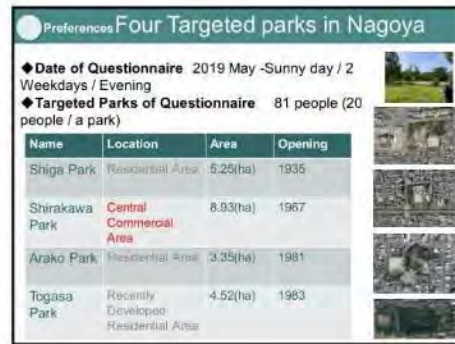 Preferences Four Targeted parks in Nagoya
◆Date of Questionnaire 2019 May -Sunny day / 2
Weekdays / Evening
◆Targeted Parks of Questionnaire 81 people (20
people / a park)
Name Location Area Opening
Shiga Park Residential Area 5.25(ha) 1935
Shirakawa
Park
Central
Commercial
Area
8.93(ha) 1967
Arako Park Residential Area 3.35(ha) 1981
Togasa
Park
Recently
Developed
Residential Area
4.52(ha) 1983